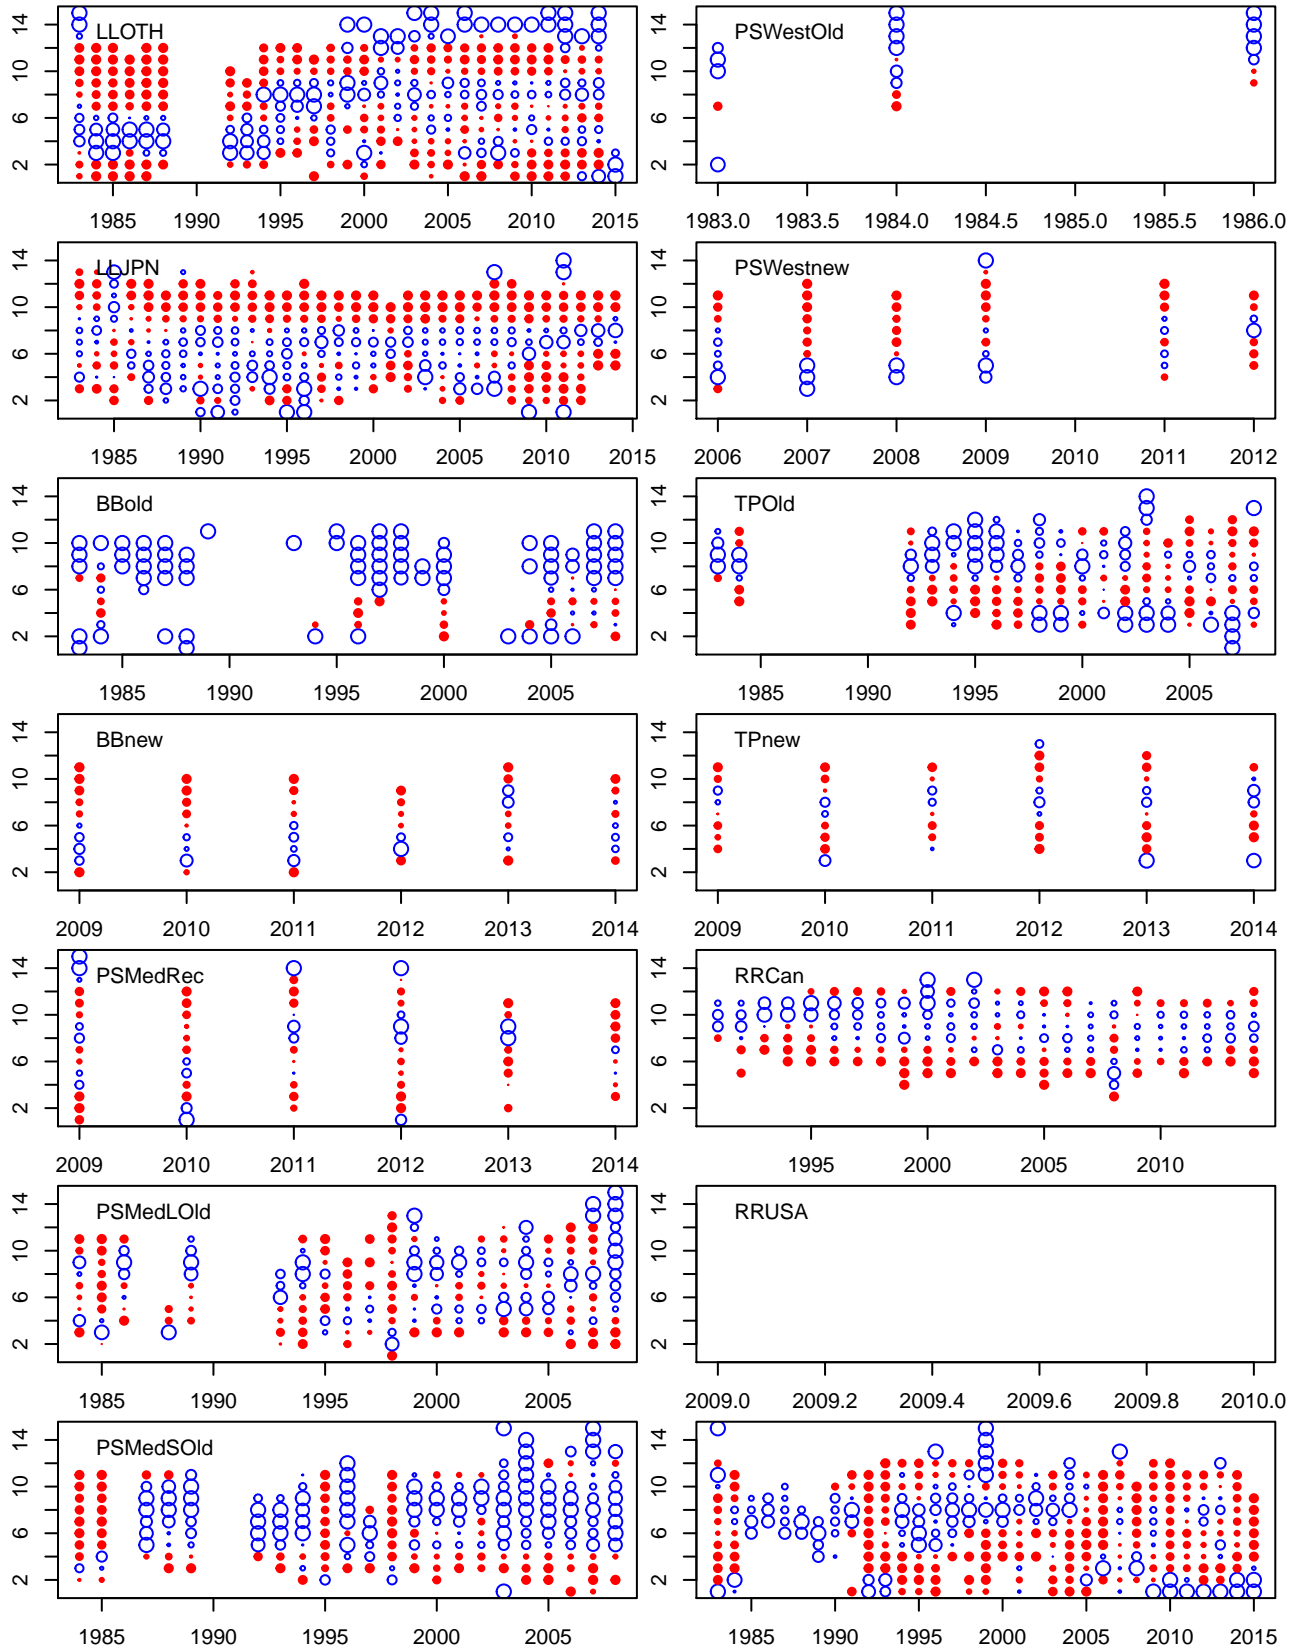 LLOTH
2 6 10 14
1985 1990 1995 2000 2005 2010 2015
PSWestOld
2 6 10 14
1983.0 1983.5 1984.0 1984.5 1985.0 1985.5 1986.0
LLJPN
2 6 10 14
1985 1990 1995 2000 2005 2010 2015
PSWestnew
2 6 10 14
2006 2007 2008 2009 2010 2011 2012
BBold
2 6 10 14
1985 1990 1995 2000 2005
TPOld
2 6 10 14
1985 1990 1995 2000 2005
BBnew
2 6 10 14
2009 2010 2011 2012 2013 2014
TPnew
2 6 10 14
2009 2010 2011 2012 2013 2014
PSMedRec
2 6 10 14
2009 2010 2011 2012 2013 2014
RRCan
2 6 10 14
1995 2000 2005 2010
PSMedLOld
2 6 10 14
1985 1990 1995 2000 2005
RRUSA
2 6 10 14
2009.0 2009.2 2009.4 2009.6 2009.8 2010.0
PSMedSOld
2 6 10 14
1985 1990 1995 2000 2005
2 6 10 14
1985 1990 1995 2000 2005 2010 2015